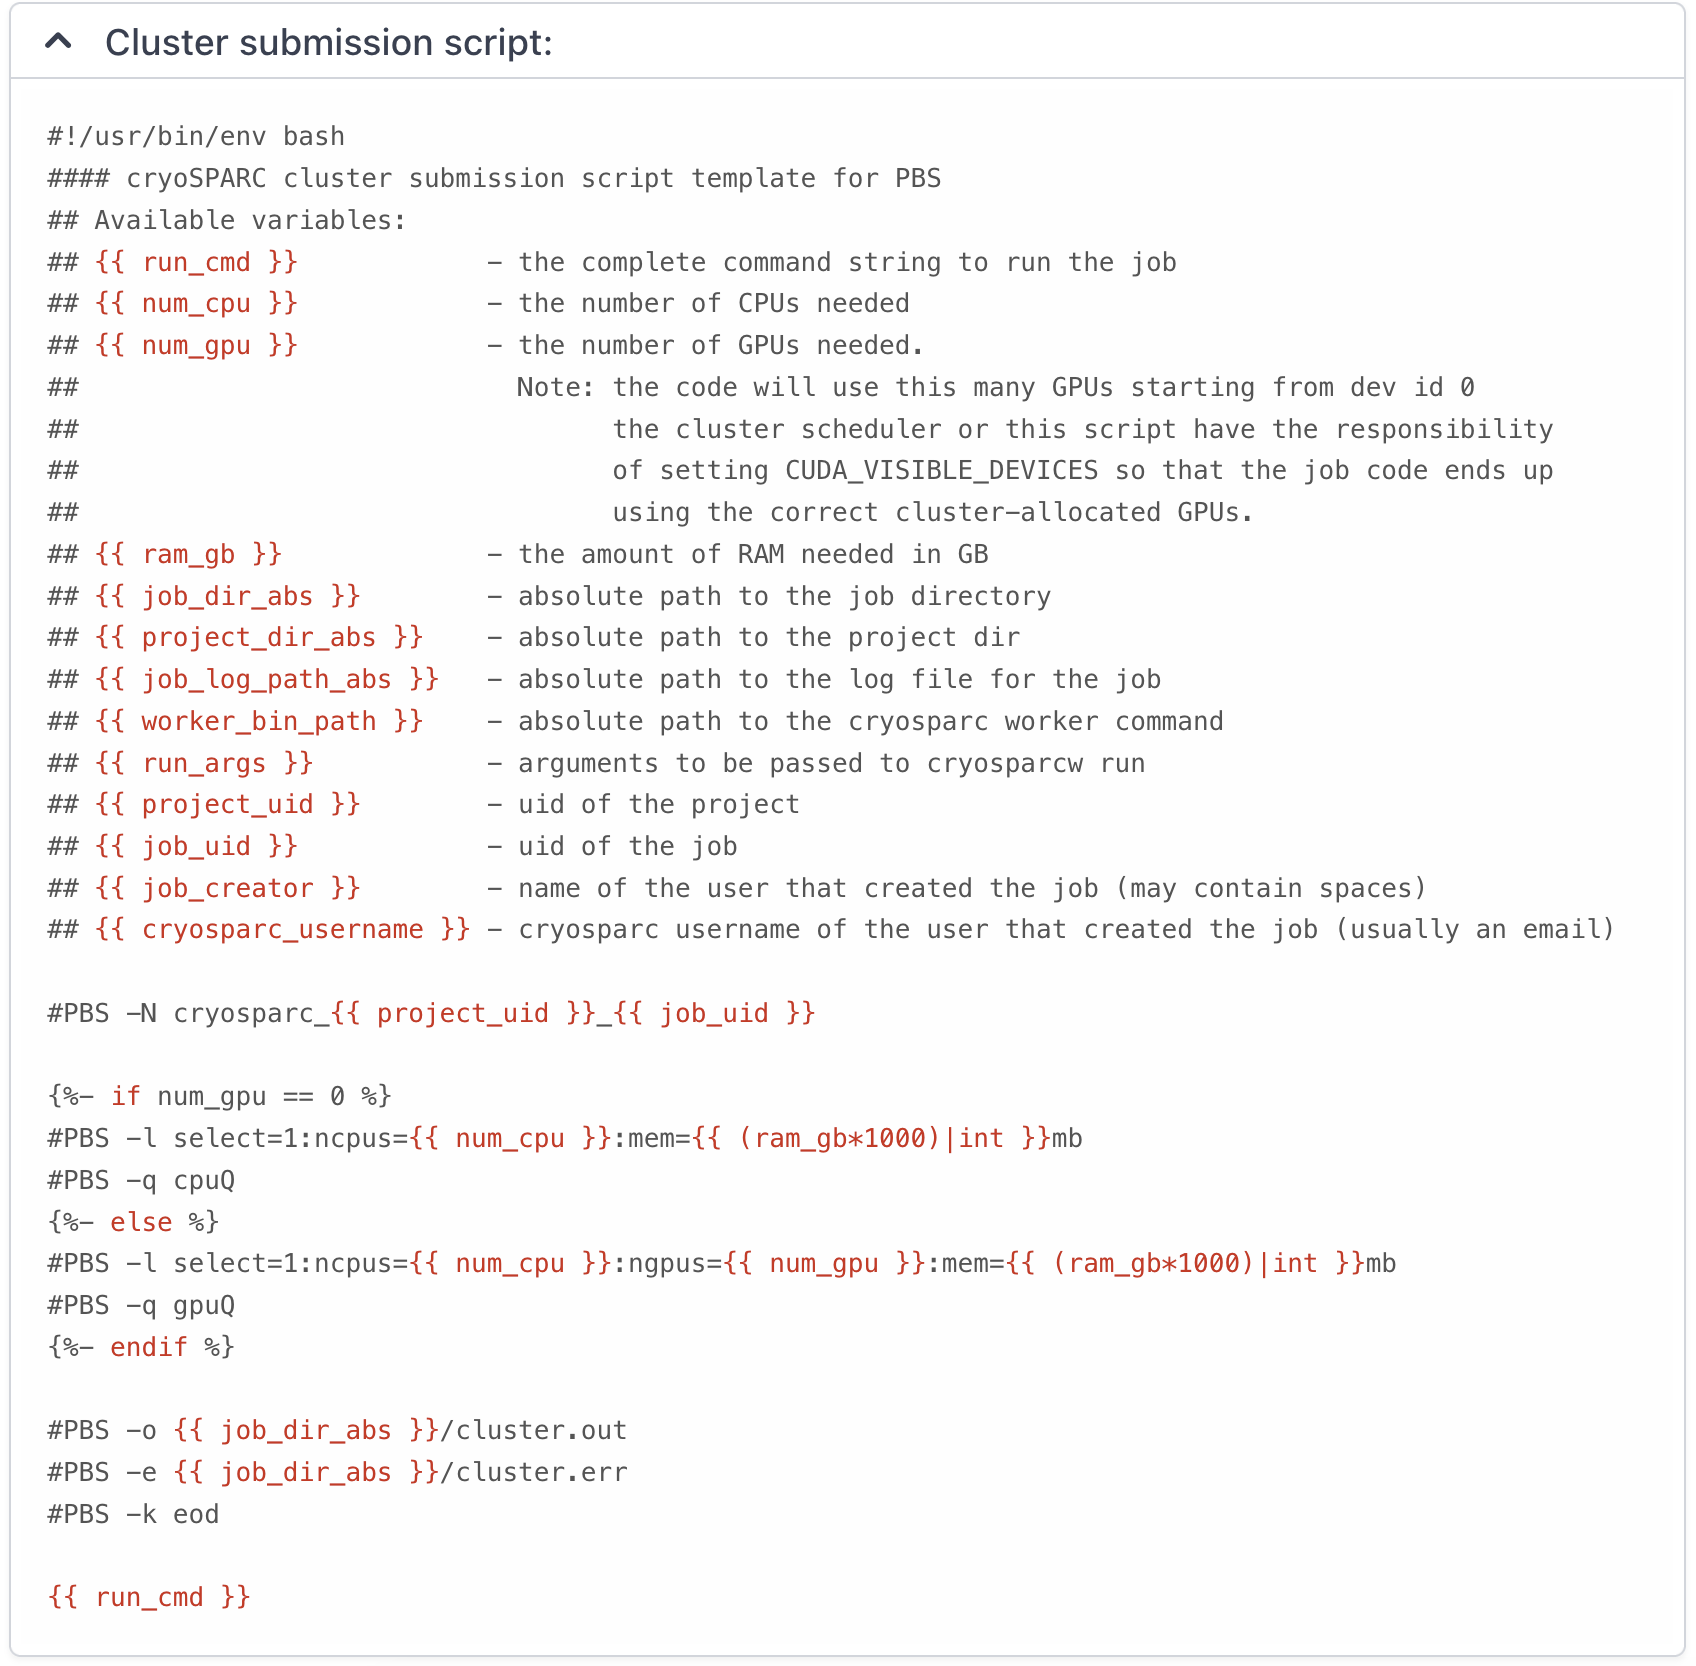 Cluster submission script:
#!/usr/bin/env bash
#### cryoSPARC cluster submission script template for PBS
## Available variables:
## {{ run_cmd }}            - the complete command string to run the job
## {{ num_cpu }}            - the number of CPUs needed
## {{ num_gpu }}            - the number of GPUs needed.
##                            Note: the code will use this many GPUs starting from dev id 0
##                                  the cluster scheduler or this script have the responsibility
##                                  of setting CUDA_VISIBLE_DEVICES so that the job code ends up
##                                  using the correct cluster-allocated GPUs.
## {{ ram_gb }}             - the amount of RAM needed in GB
## {{ job_dir_abs }}        - absolute path to the job directory
## {{ project_dir_abs }}    - absolute path to the project dir
## {{ job_log_path_abs }}   - absolute path to the log file for the job
## {{ worker_bin_path }}    - absolute path to the cryosparc worker command
## {{ run_args }}           - arguments to be passed to cryosparcw run
## {{ project_uid }}        - uid of the project
## {{ job_uid }}            - uid of the job
## {{ job_creator }}        - name of the user that created the job (may contain spaces)
## {{ cryosparc_username }} - cryosparc username of the user that created the job (usually an email)
#PBS -N cryosparc_{{ project_uid }}_{{ job_uid }}
{%- if num_gpu == 0 %}
#PBS -l select=1:ncpus={{ num_cpu }}:mem={{ (ram_gb*1000)|int }}mb
#PBS -q cpuQ
{%- else %}
#PBS -l select=1:ncpus={{ num_cpu }}:ngpus={{ num_gpu }}:mem={{ (ram_gb*1000)|int }}mb
#PBS -q gpuQ
{%- endif %}
#PBS -o {{ job_dir_abs }}/cluster.out
#PBS -e {{ job_dir_abs }}/cluster.err
#PBS -k eod
{{ run_cmd }}